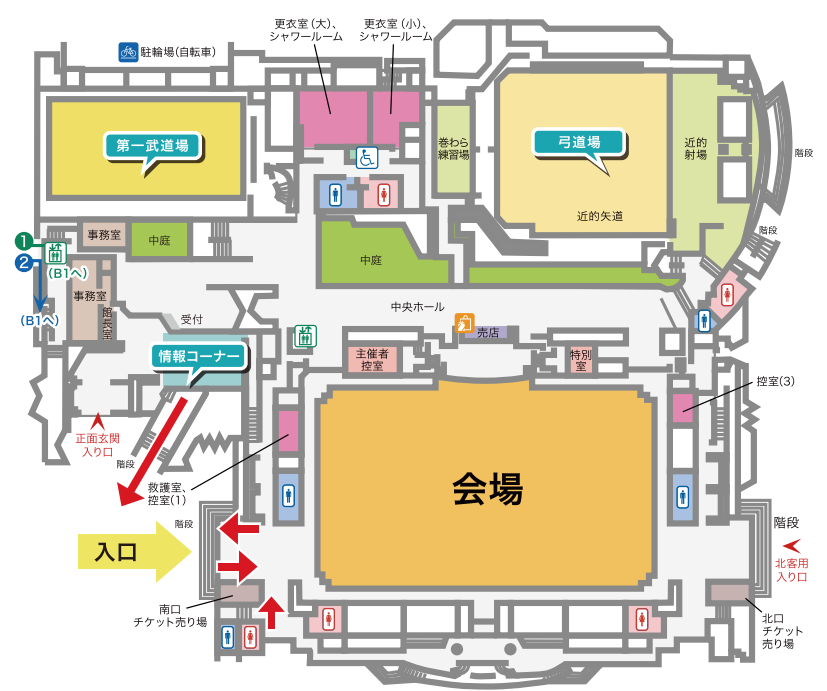 更衣室（大）、
シャワールーム
更衣室（小）、
シャワールーム
駐輪場（自転車）
第一武道場
巻わら
練習場
弓道場
近的
射場
階段
近的矢道
階段
1
2
（B1へ）
（B1へ）
事務室
中庭
中庭
事務室
館長室
受付
中央ホール
売店
情報コーナー
主催者
控室
特別
室
控室（3）
正面玄関
入り口
階段
救護室、
控室（1）
会場
階段
入口
階段
北客用
入り口
南口
チケット売り場
北口
チケット
売り場